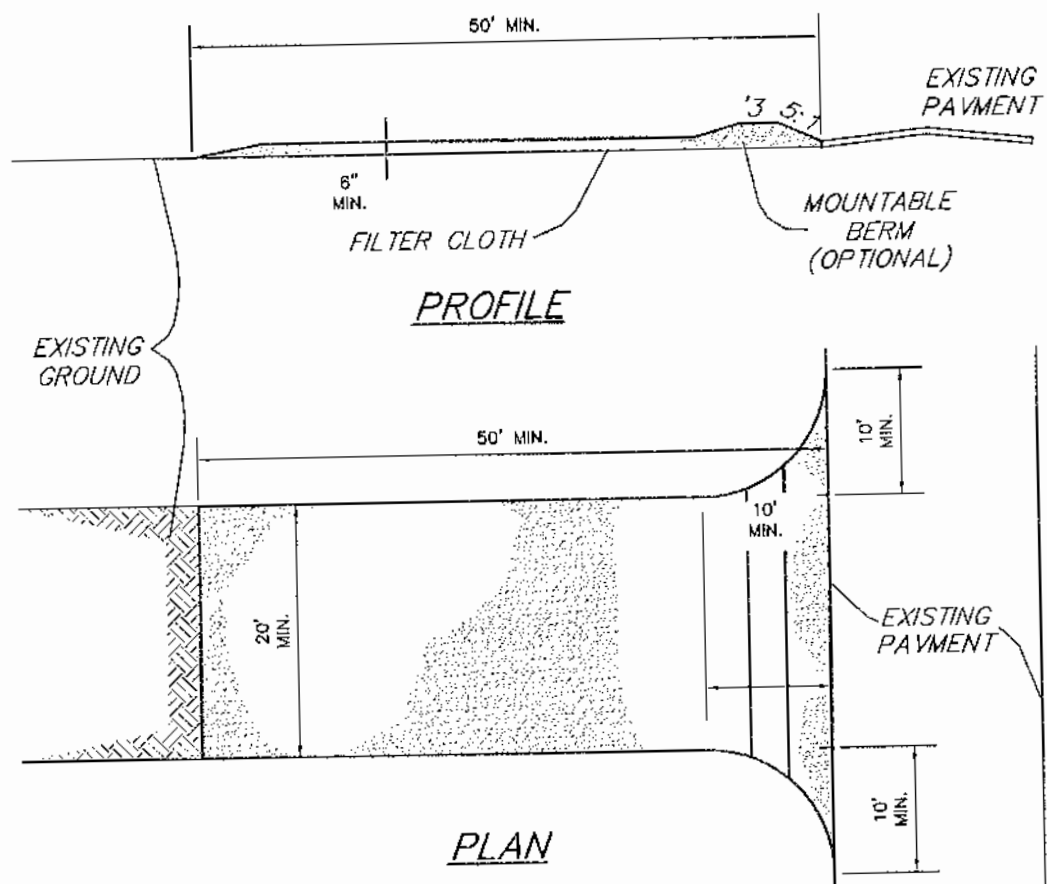 50' MIN.
EXISTING
PAVMENT
'3 5:1
6"
MIN.
FILTER CLOTH
MOUNTABLE
BERM
(OPTIONAL)
PROFILE
EXISTING
GROUND
50' MIN.
10'
MIN.
10'
MIN.
20'
MIN.
EXISTING
PAVMENT
10'
MIN.
PLAN